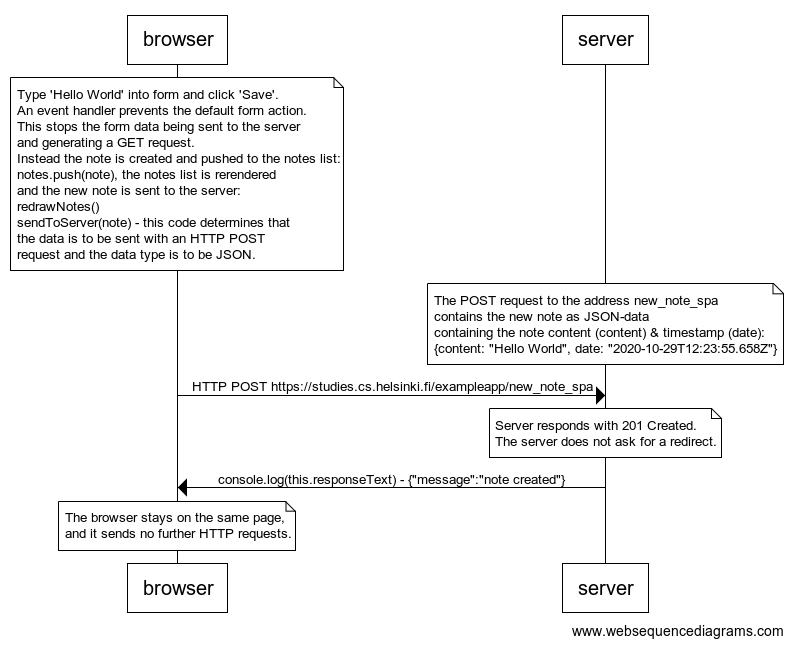 browser
server
Type 'Hello World' into form and click 'Save'.
An event handler prevents the default form action.
This stops the form data being sent to the server
and generating a GET request.
Instead the note is created and pushed to the notes list:
notes.push(note), the notes list is rerendered
and the new note is sent to the server:
redrawNotes()
sendToServer(note) - this code determines that
the data is to be sent with an HTTP POST
request and the data type is to be JSON.
The POST request to the address new_note_spa
contains the new note as JSON-data
containing the note content (content) & timestamp (date):
{content: "Hello World", date: "2020-10-29T12:23:55.658Z"}
HTTP POST https://studies.cs.helsinki.fi/exampleapp/new_note_spa
Server responds with 201 Created.
The server does not ask for a redirect.
console.log(this.responseText) - {"message":"note created"}
The browser stays on the same page,
and it sends no further HTTP requests.
browser
server
www.websequencediagrams.com